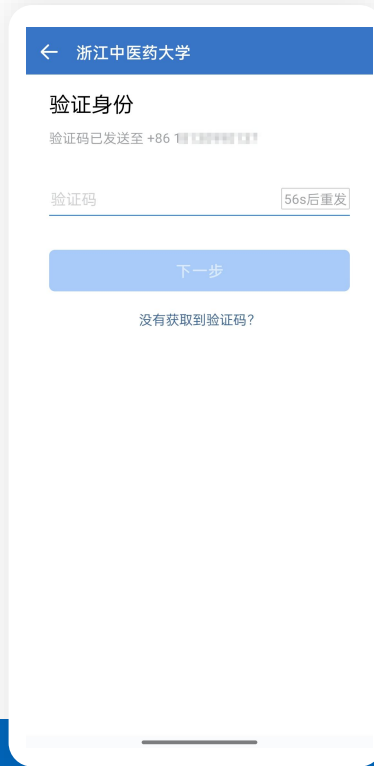 浙江中医药大学
验证身份
验证码已发送至 +86 1
验证码
56s后重发
下一步
没有获取到验证码?